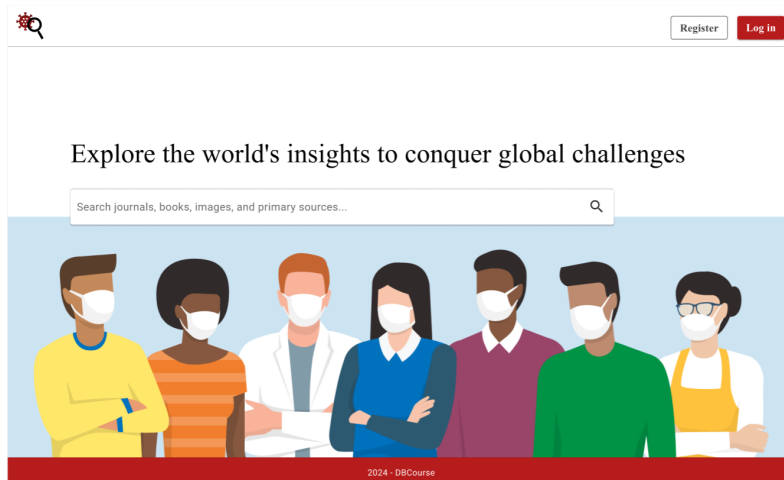 Register
Log in
Explore the world's insights to conquer global challenges
Search journals, books, images, and primary sources...
2024 - DBCourse